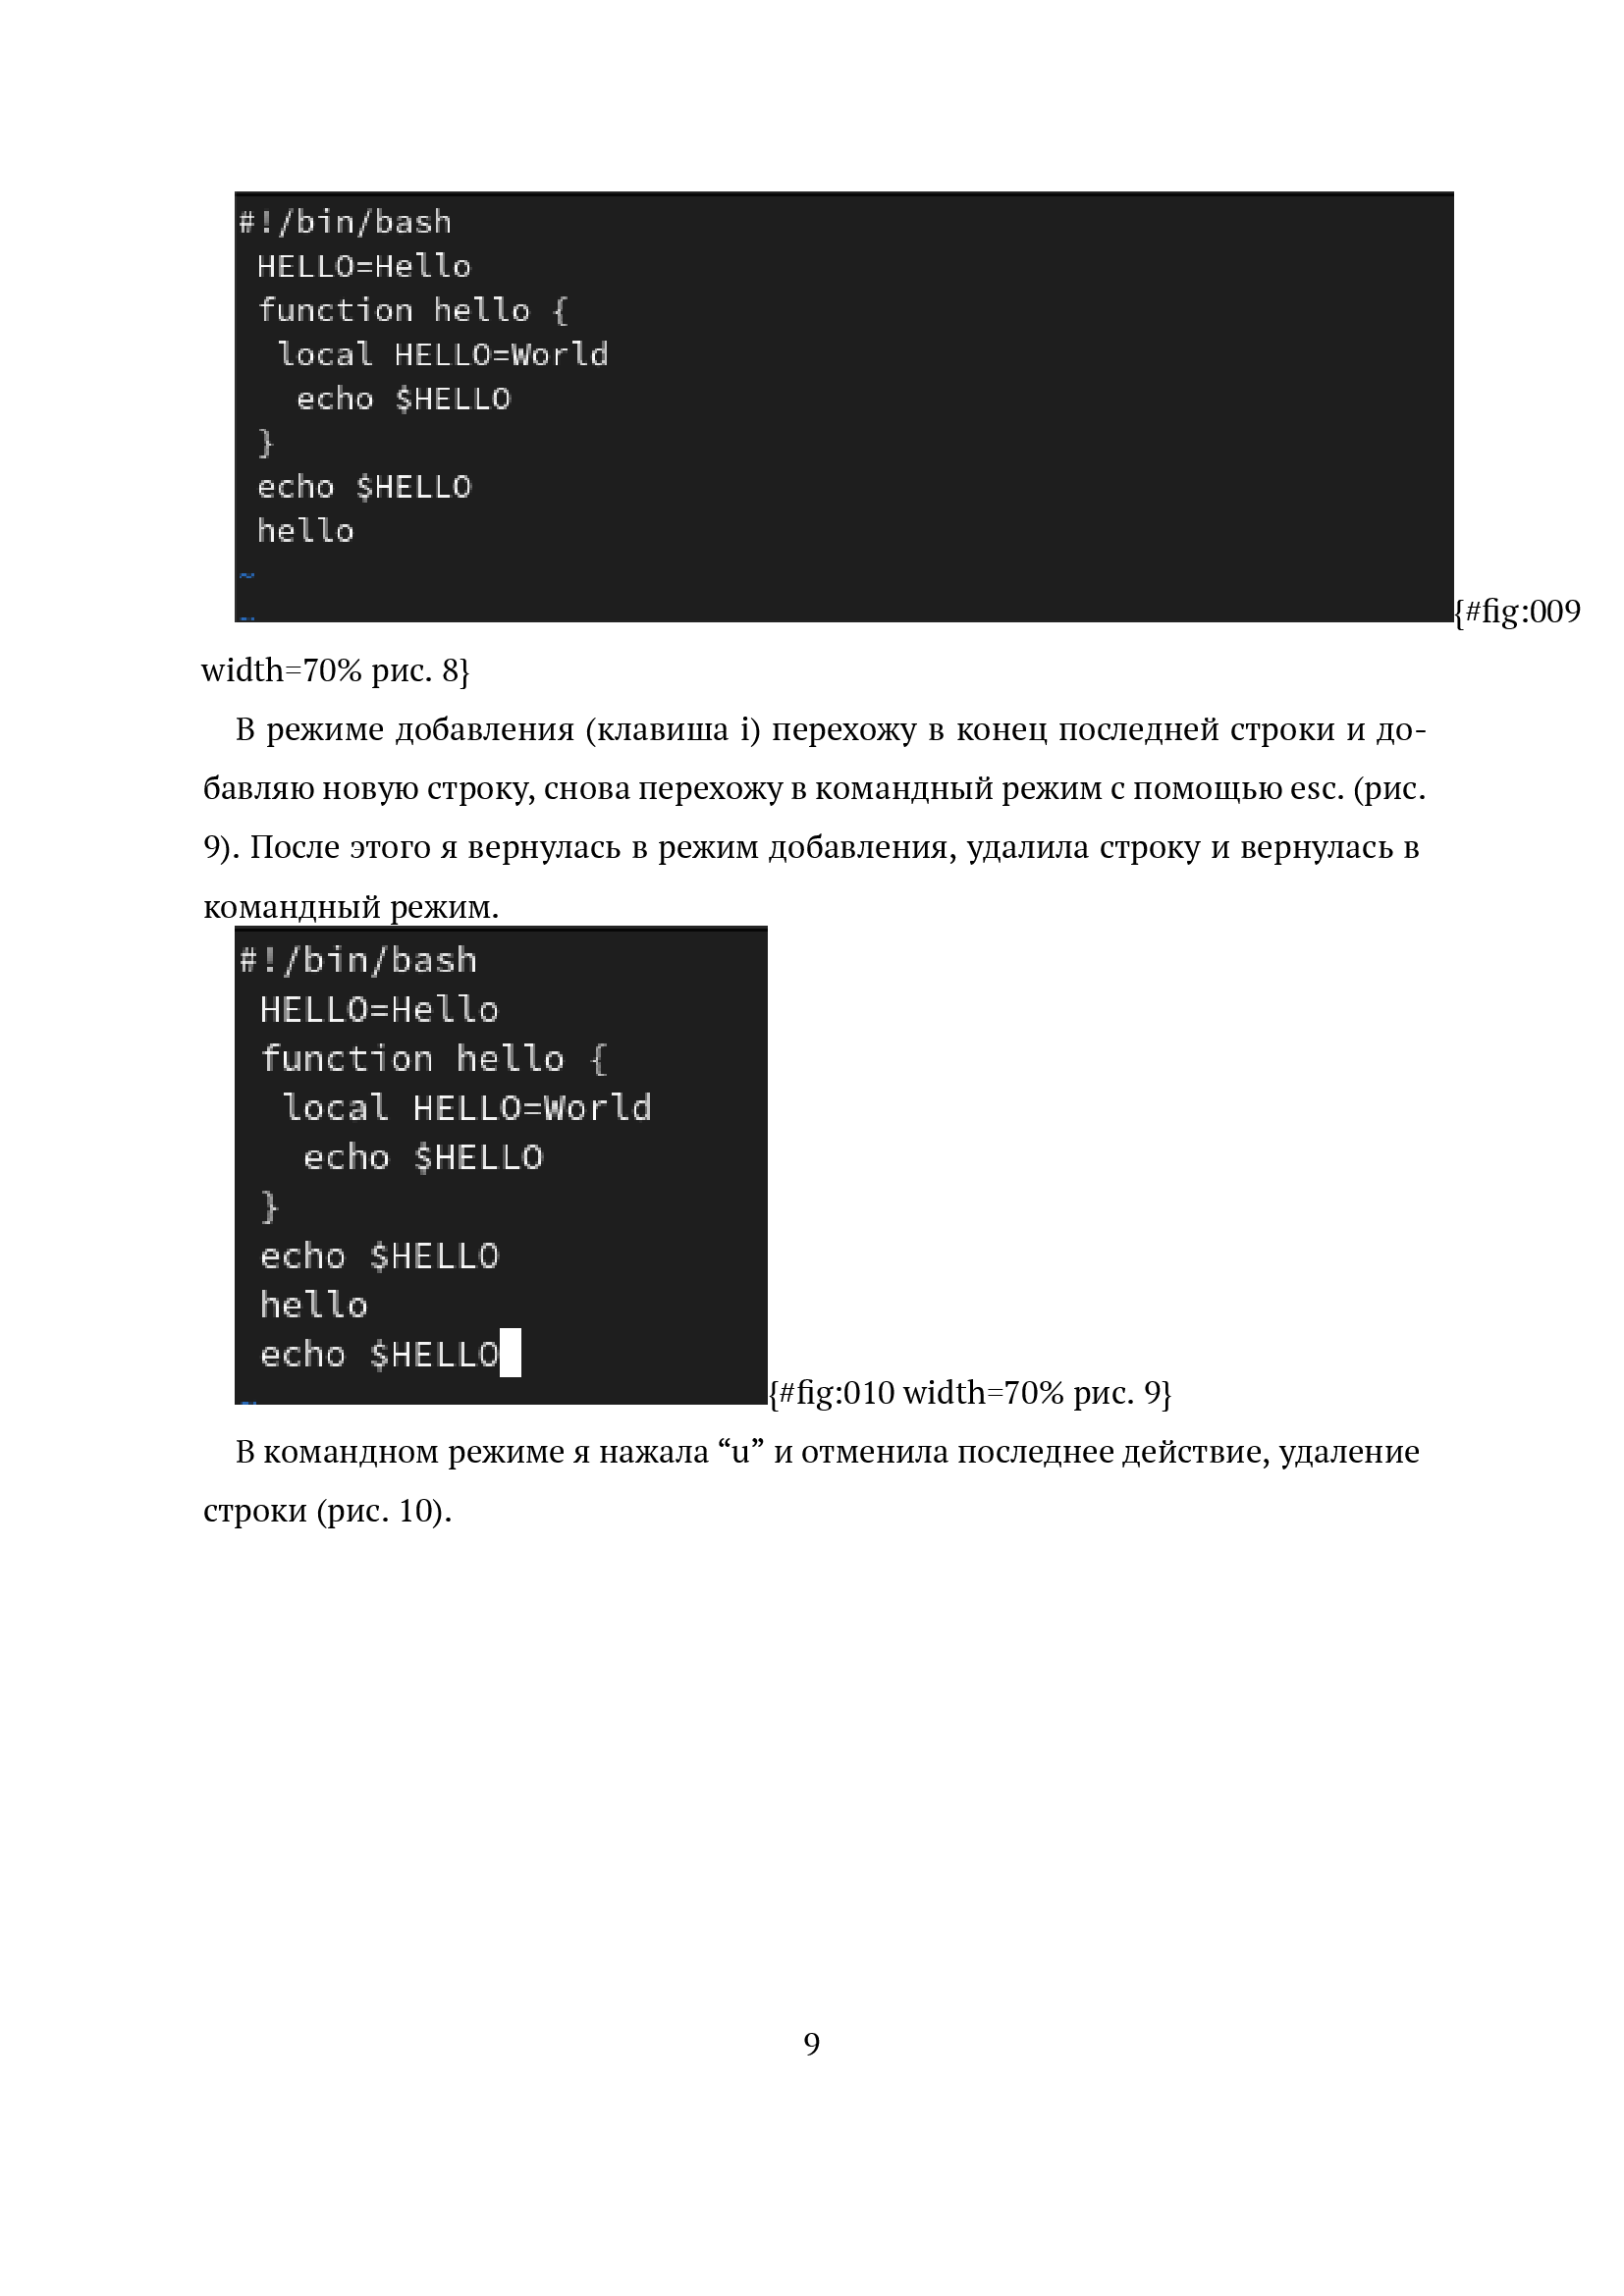 #!/bin/bash
 HELLO=Hello
 function hello {
  local HELLO=World
   echo $HELLO
 }
 echo $HELLO
 hello
~
~
{#fig:009
width=70% рис. 8}
В режиме добавления (клавиша i) перехожу в конец последней строки и до-
бавляю новую строку, снова перехожу в командный режим с помощью esc. (рис.
9). После этого я вернулась в режим добавления, удалила строку и вернулась в
командный режим.
#!/bin/bash
 HELLO=Hello
 function hello {
  local HELLO=World
   echo $HELLO
 }
 echo $HELLO
 hello
 echo $HELLO
~
{#fig:010 width=70% рис. 9}
В командном режиме я нажала “u” и отменила последнее действие, удаление
строки (рис. 10).
9